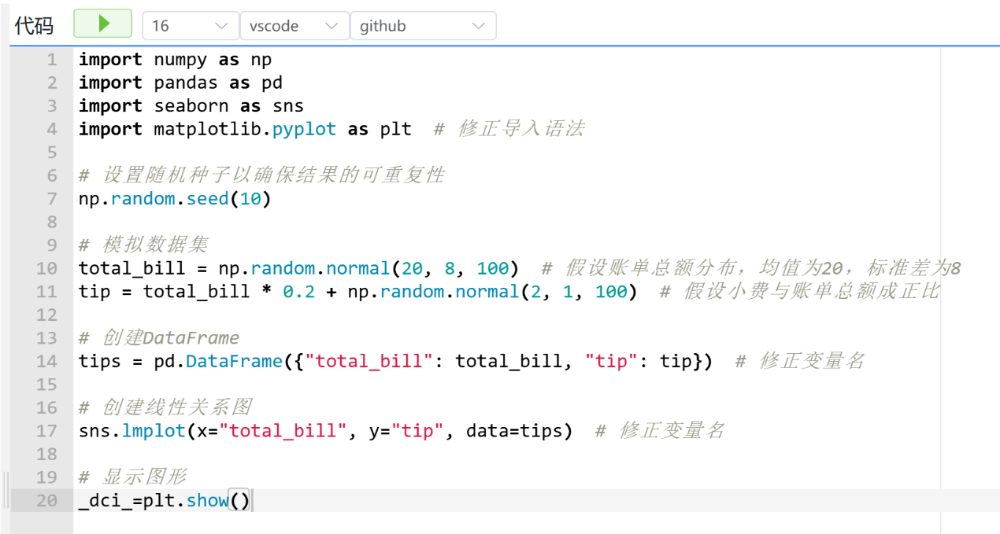 代码 16 vscode github
1 import numpy as np
2 import pandas as pd
3 import seaborn as sns
4 import matplotlib.pyplot as plt  # 修正导入语法
5
6 # 设置随机种子以确保结果的可重复性
7 np.random.seed(10)
8
9 # 模拟数据集
10 total_bill = np.random.normal(20, 8, 100)  # 假设账单总额分布，均值为20，标准差为8
11 tip = total_bill * 0.2 + np.random.normal(2, 1, 100)  # 假设小费与账单总额成正比
12
13 # 创建DataFrame
14 tips = pd.DataFrame({"total_bill": total_bill, "tip": tip})  # 修正变量名
15
16 # 创建线性关系图
17 sns.lmplot(x="total_bill", y="tip", data=tips)  # 修正变量名
18
19 # 显示图形
20 _dci_=plt.show()